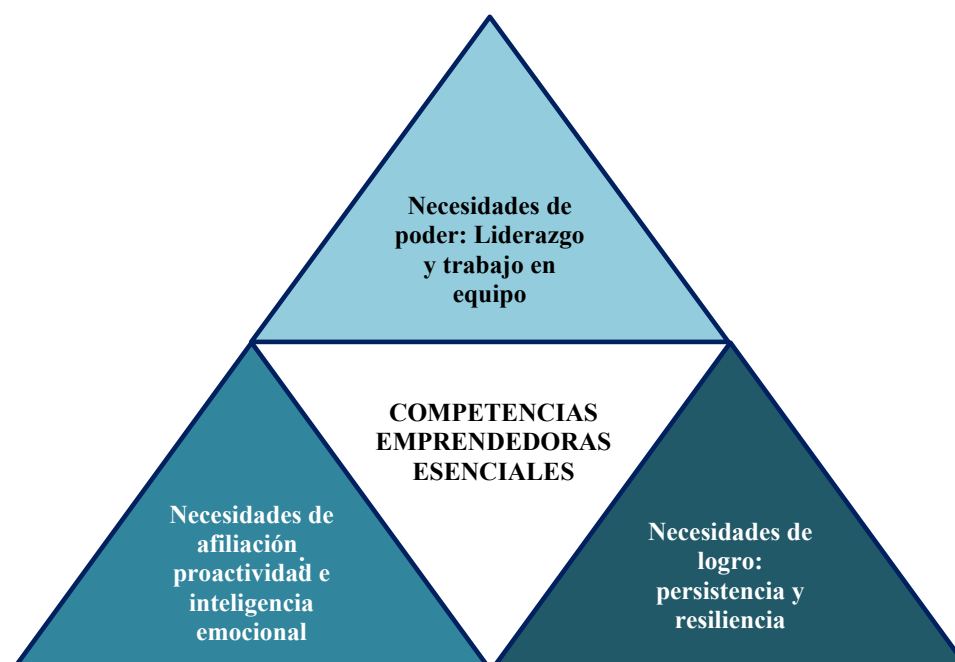 Necesidades de
poder: Liderazgo
y trabajo en
equipo
COMPETENCIAS
EMPRENDEDORAS
ESENCIALES
Necesidades de
afiliación
:
proactividad e
inteligencia
emocional
Necesidades de
logro:
persistencia y
resiliencia